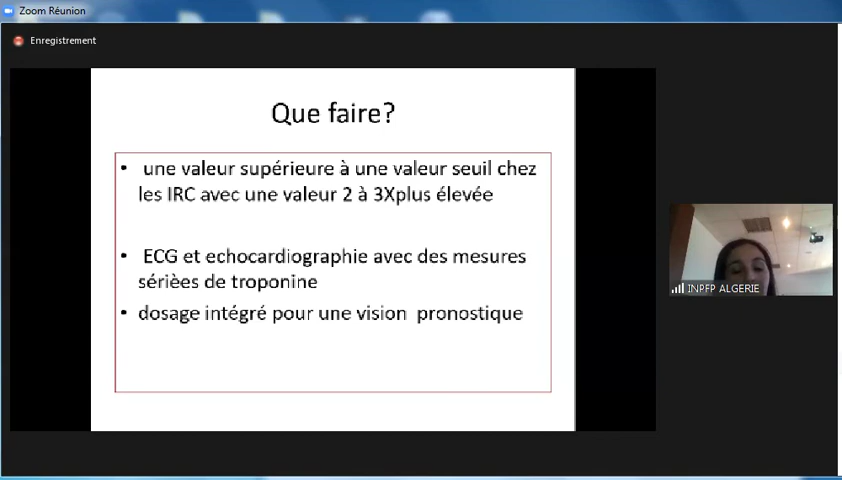 Zoom Réunion
Enregistrement
Que faire?
• une valeur supérieure à une valeur seuil chez
les IRC avec une valeur 2 à 3Xplus élevée
• ECG et echocardiographie avec des mesures
sérièes de troponine
• dosage intégré pour une vision pronostique
INPFP ALGERIE